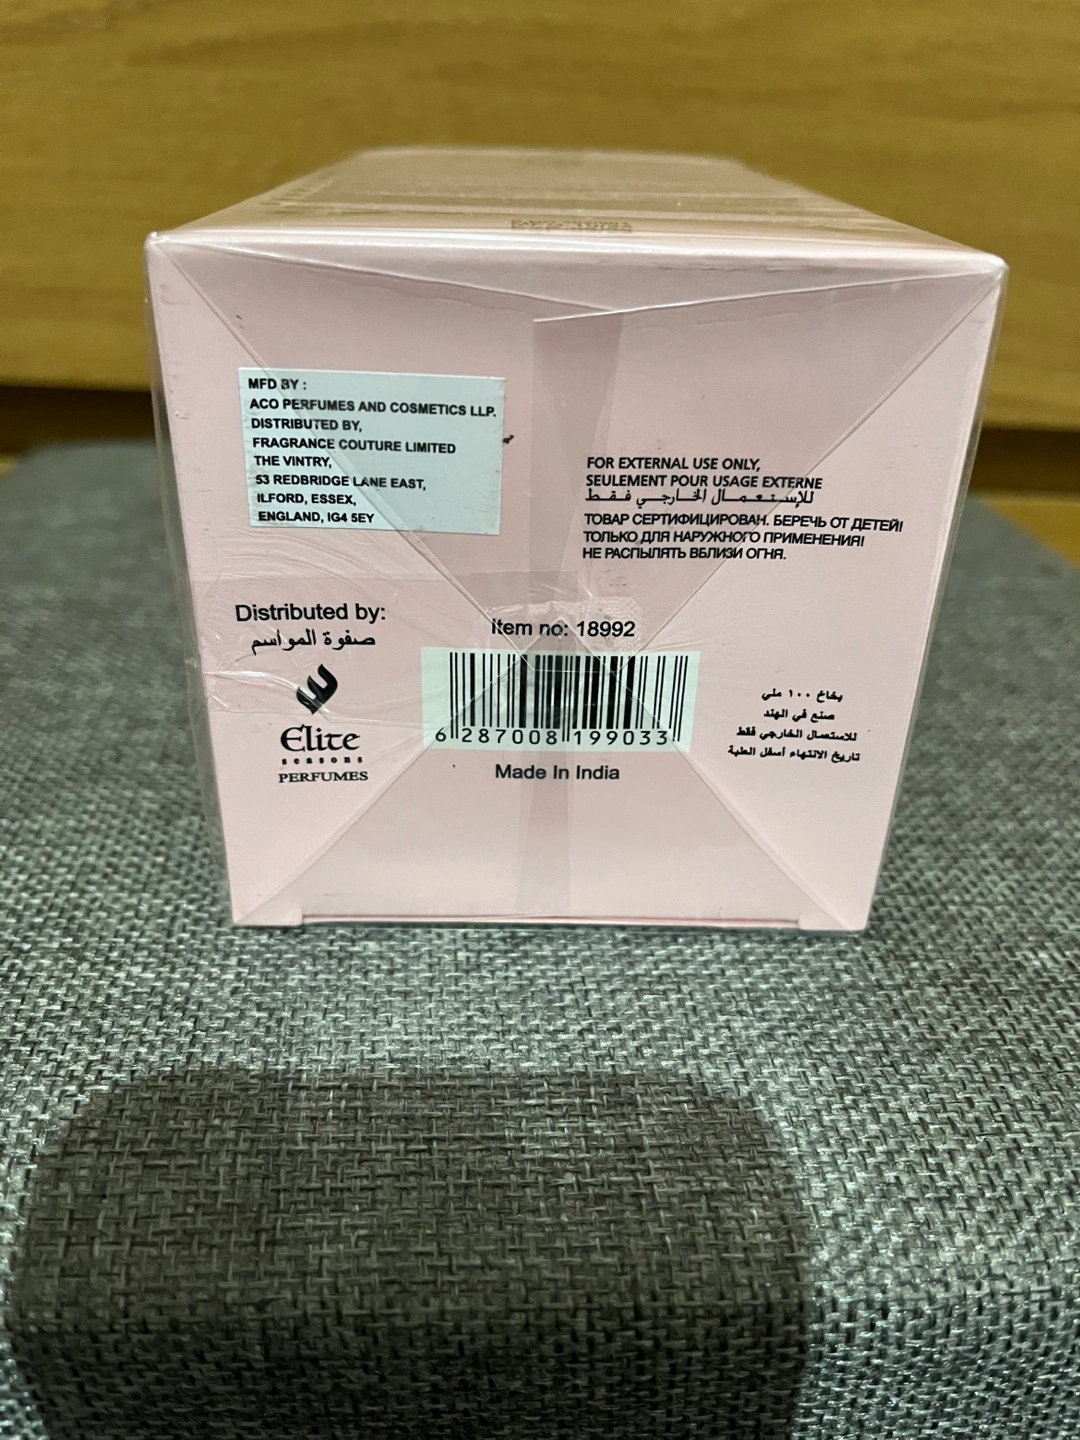 MFD BY :
ACO PERFUMES AND COSMETICS LLP.
DISTRIBUTED BY,
FRAGRANCE COUTURE LIMITED
THE VINTRY,
53 REDBRIDGE LANE EAST,
ILFORD, ESSEX,
ENGLAND, IG4 5EY
FOR EXTERNAL USE ONLY,
SEULEMENT POUR USAGE EXTERNE
للإستعمال الخارجي فقط
ТОВАР СЕРТИФИЦИРОВАН. БЕРЕЧЬ ОТ ДЕТЕЙ!
ТОЛЬКО ДЛЯ НАРУЖНОГО ПРИМЕНЕНИЯ!
НЕ РАСПЫЛЯТЬ ВБЛИЗИ ОГНЯ.
Distributed by:
صفوة المواسم
Elite
seasons
PERFUMES
Item no: 18992
6 287008 199033
Made In India
بخاخ ١٠٠ ملي
صنع في الهند
للاستعمال الخارجي فقط
تاريخ الانتهاء أسفل العلبة